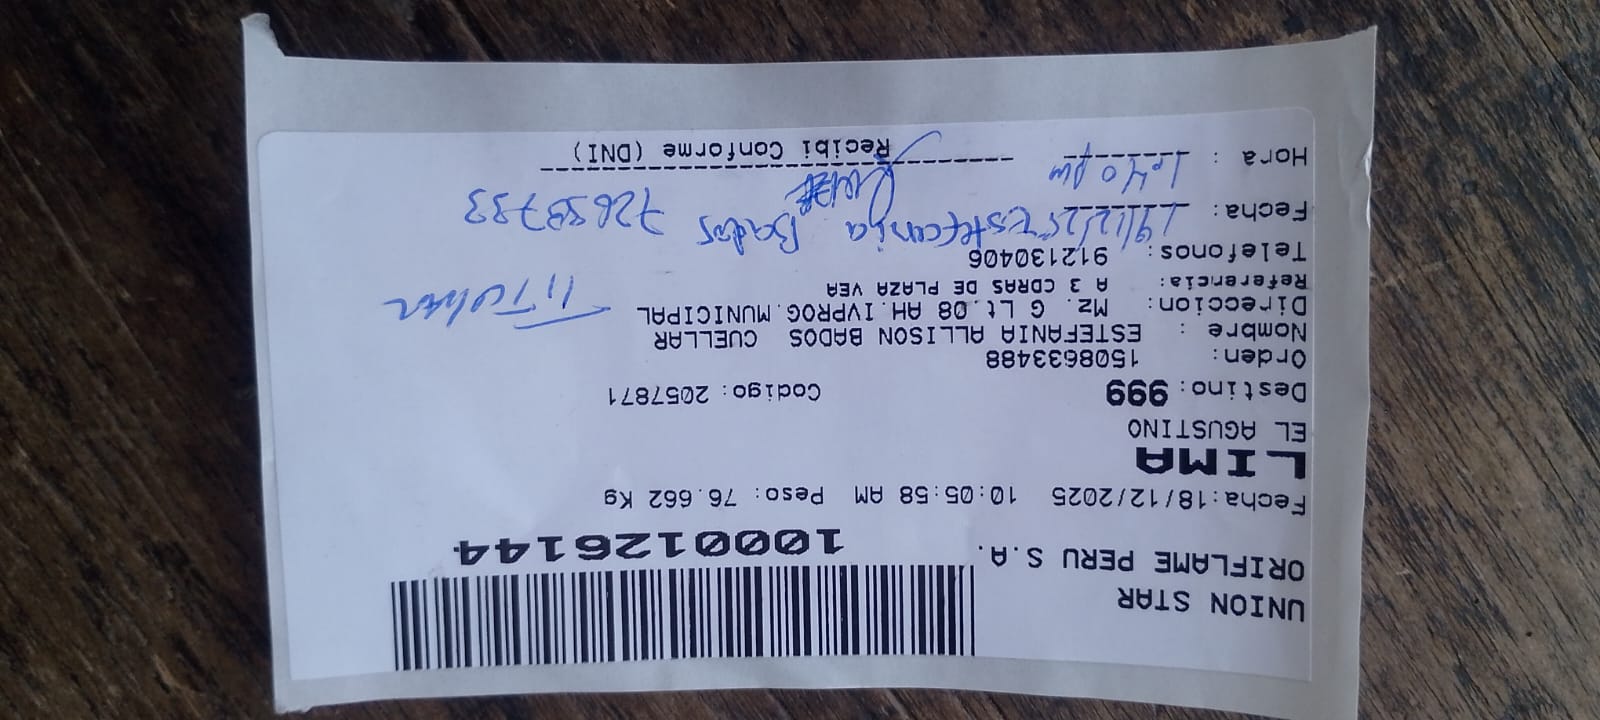 UNION STAR
ORIFLAME PERU S.A.
1000126144
Fecha:18/12/2025 10:05:58 AM Peso: 76.662 Kg
LIMA
EL AGUSTINO
Destino: 999 Codigo: 2057871
Orden: 1508633488
Nombre : ESTEFANIA ALLISON BADOS CUELLAR
Direccion: Mz. G Lt.08 AH.IVPROG.MUNICIPAL
Referencia: A 3 CDRAS DE PLAZA VEA
Titular
Telefonos: 912130406
Fecha: 19/12/25 Estefania Bados
Hora : 1:40 pm
Recibi Conforme (DNI)